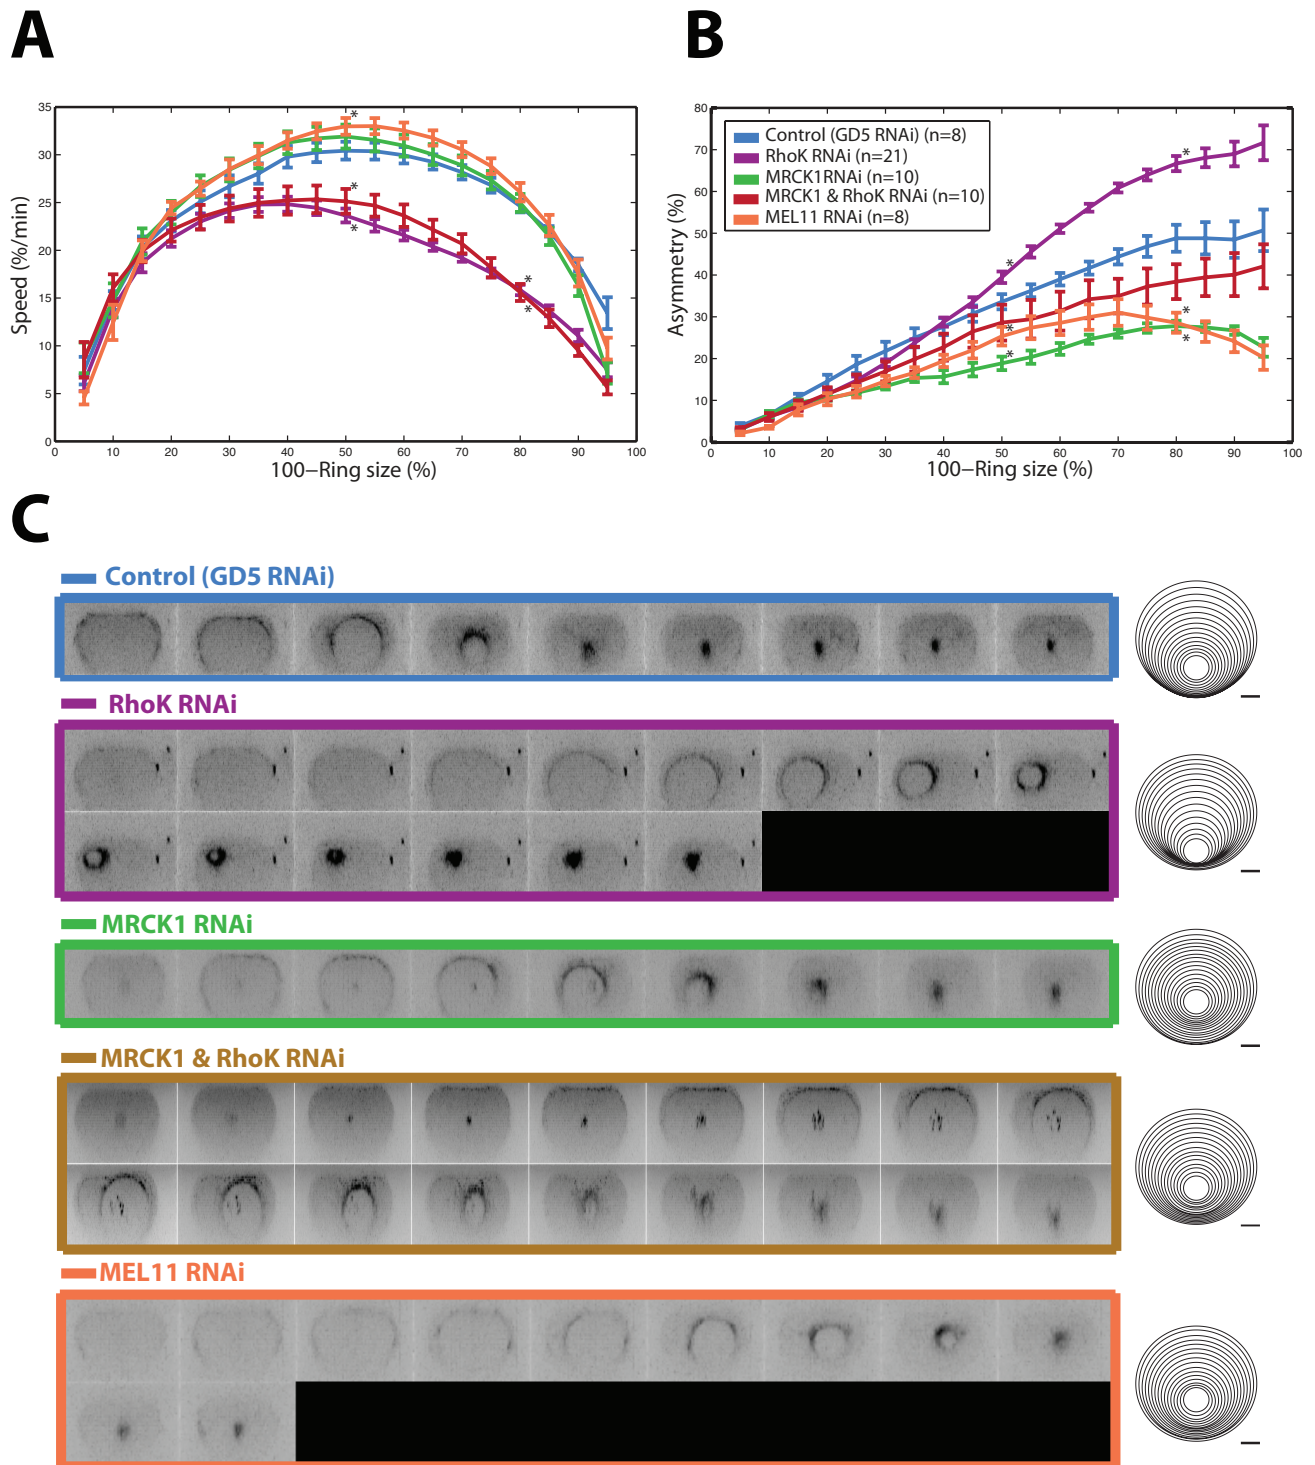 A
B
35
30
25
20
15
10
5
0
Speed (%/min)
*
*
*
*
*
0 10 20 30 40 50 60 70 80 90 100
100−Ring size (%)
80
70
60
50
40
30
20
10
0
Asymmetry (%)
Control (GD5 RNAi) (n=8)
RhoK RNAi (n=21)
MRCK1RNAi (n=10)
MRCK1 & RhoK RNAi (n=10)
MEL11 RNAi (n=8)
*
*
*
*
*
*
0 10 20 30 40 50 60 70 80 90 100
100−Ring size (%)
C
Control (GD5 RNAi)
RhoK RNAi
MRCK1 RNAi
MRCK1 & RhoK RNAi
MEL11 RNAi